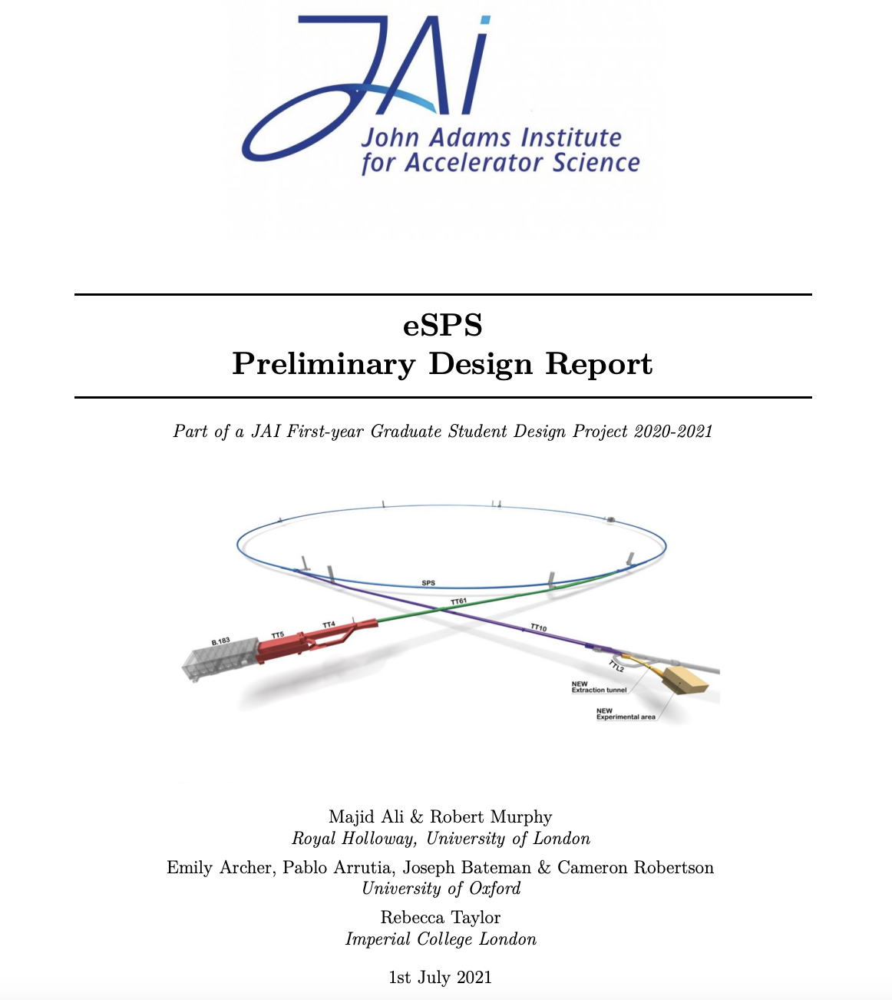 JAi
John Adams Institute
for Accelerator Science
eSPS
Preliminary Design Report
Part of a JAI First-year Graduate Student Design Project 2020-2021
SPS
TT61
TT4
TT5
B.183
TT10
TTL2
NEW
Extraction tunnel
NEW
Experimental area
Majid Ali & Robert Murphy
Royal Holloway, University of London
Emily Archer, Pablo Arrutia, Joseph Bateman & Cameron Robertson
University of Oxford
Rebecca Taylor
Imperial College London
1st July 2021